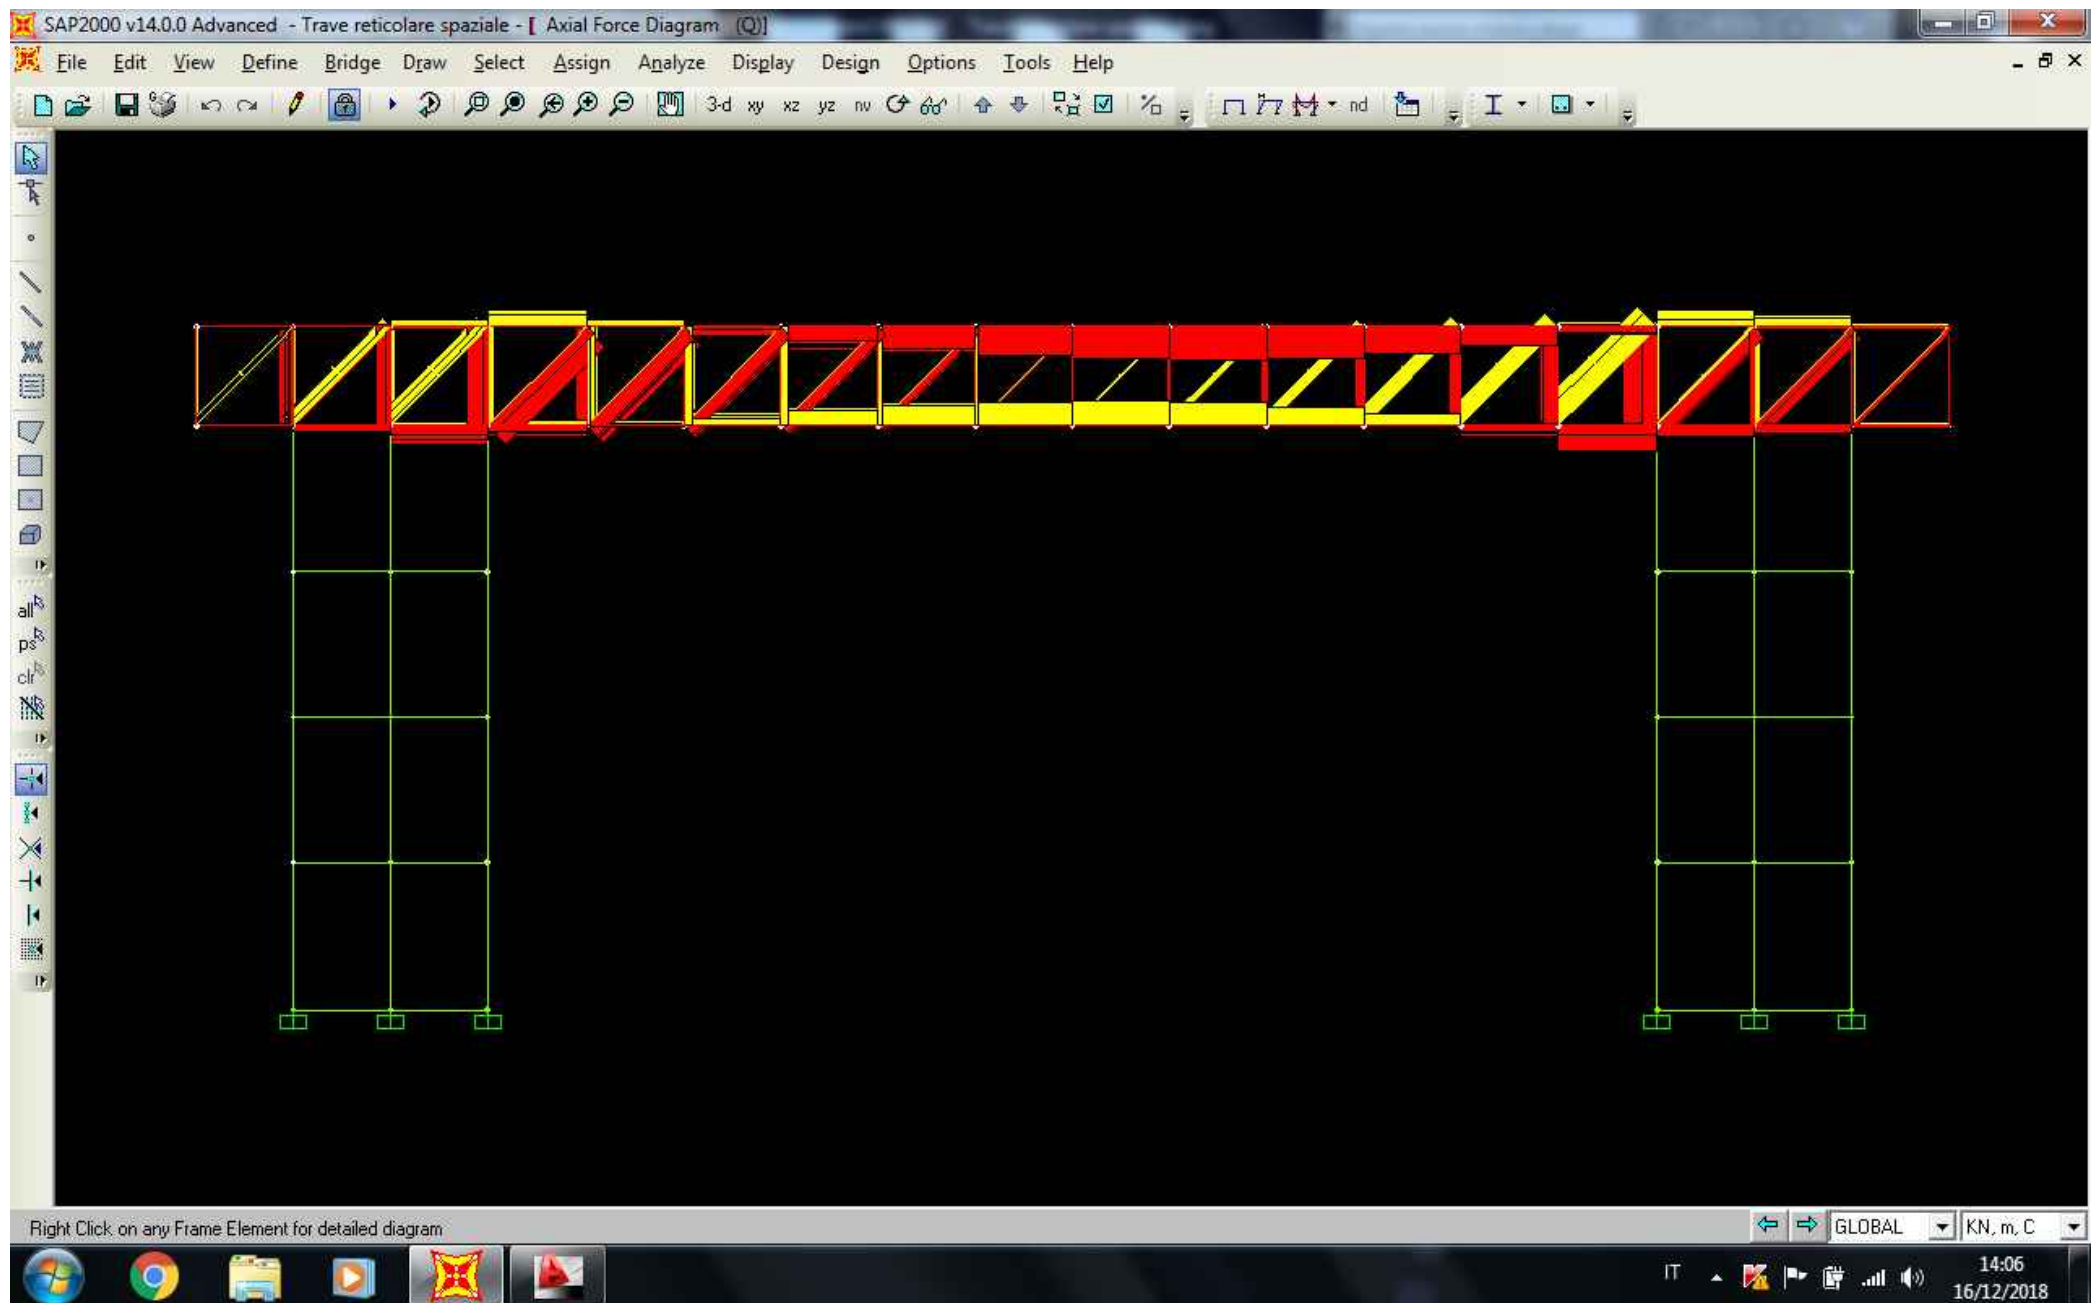 SAP2000 v14.0.0 Advanced - Trave reticolare spaziale - [ Axial Force Diagram (Q)]
File Edit View Define Bridge Draw Select Assign Analyze Display Design Options Tools Help
3-d xy xz yz nv nd
all
ps
clr
Right Click on any Frame Element for detailed diagram
GLOBAL
KN, m, C
IT
14:06
16/12/2018